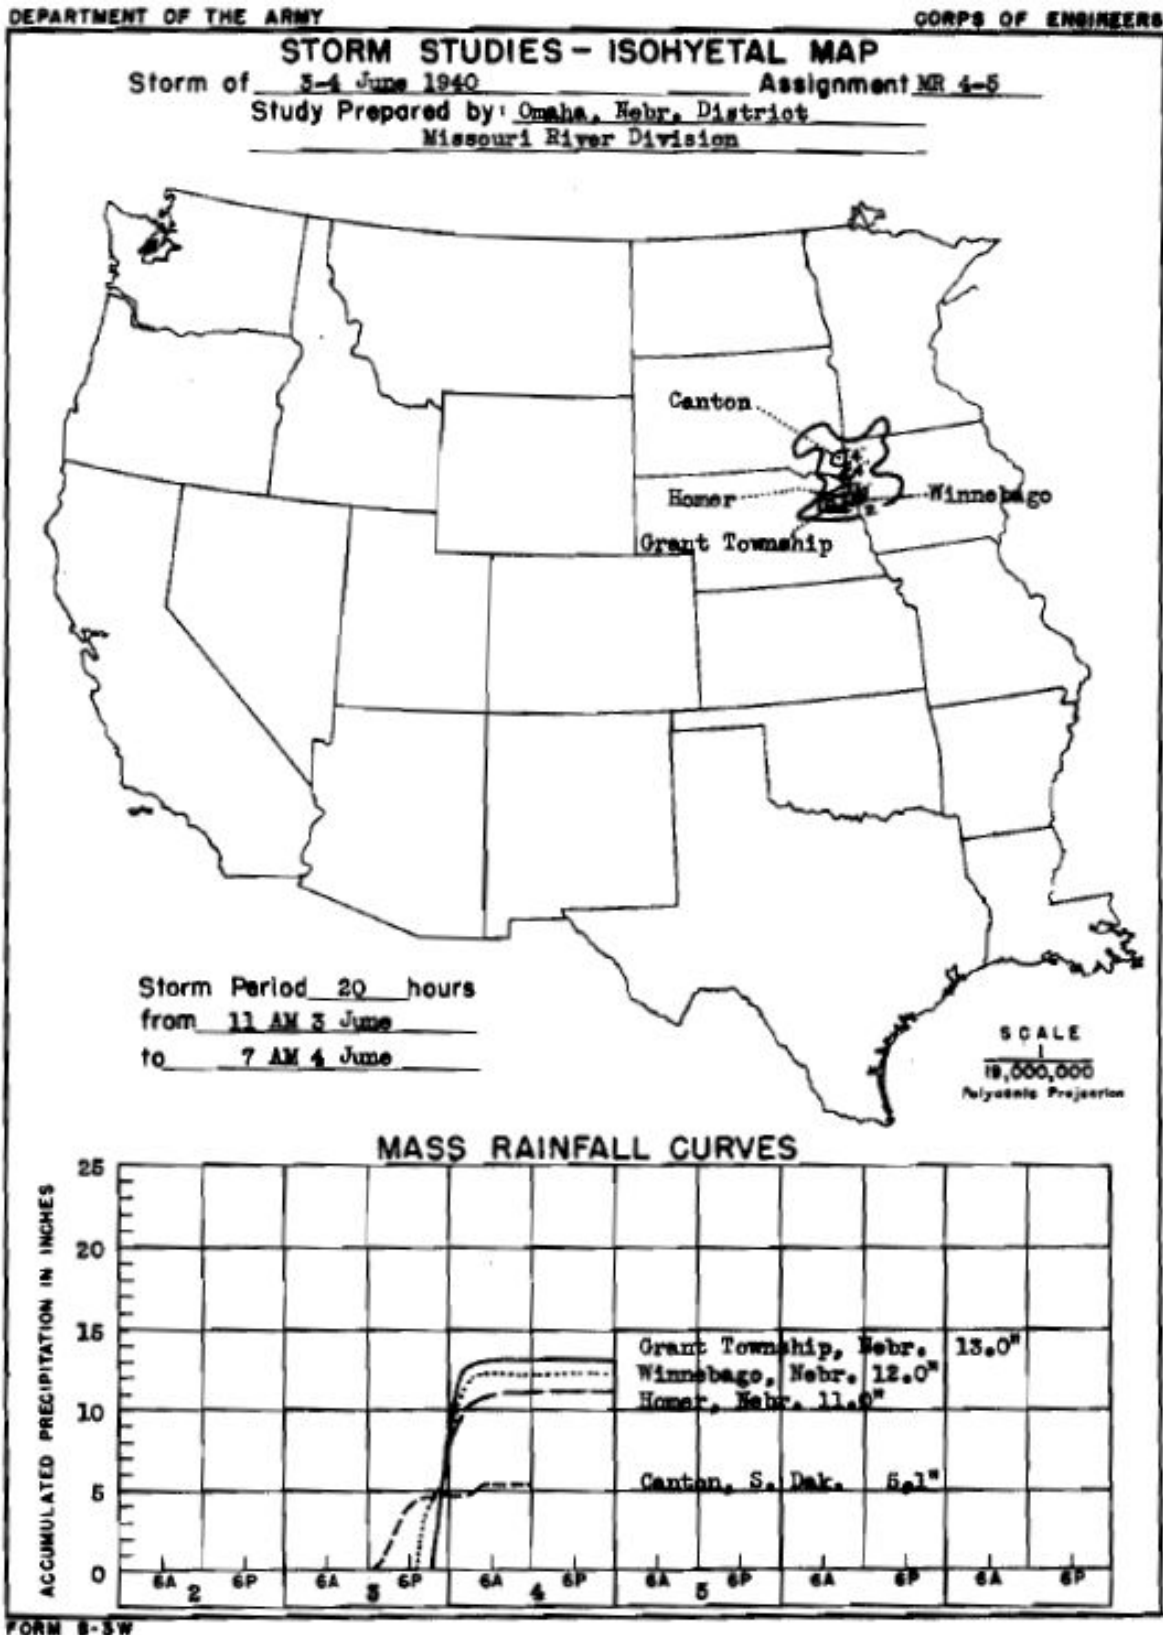 DEPARTMENT OF THE ARMY CORPS OF ENGINEERS
STORM STUDIES - ISOHYETAL MAP
Storm of 3-4 June 1940 Assignment MR 4-5
Study Prepared by: Omaha, Nebr. District
Missouri River Division
Canton
Homer
Winnebago
Grant Township
Storm Period 20 hours
from 11 AM 3 June
to 7 AM 4 June
SCALE
1
19,000,000
Polyconic Projection
MASS RAINFALL CURVES
ACCUMULATED PRECIPITATION IN INCHES
25
20
15
10
5
0
Grant Township, Nebr. 13.0"
Winnebago, Nebr. 12.0"
Homer, Nebr. 11.0"
Canton, S. Dak. 5.1"
6A 6P 6A 6P 6A 6P 6A 6P 6A 6P 6A 6P
2 3 4 5
FORM S-3W